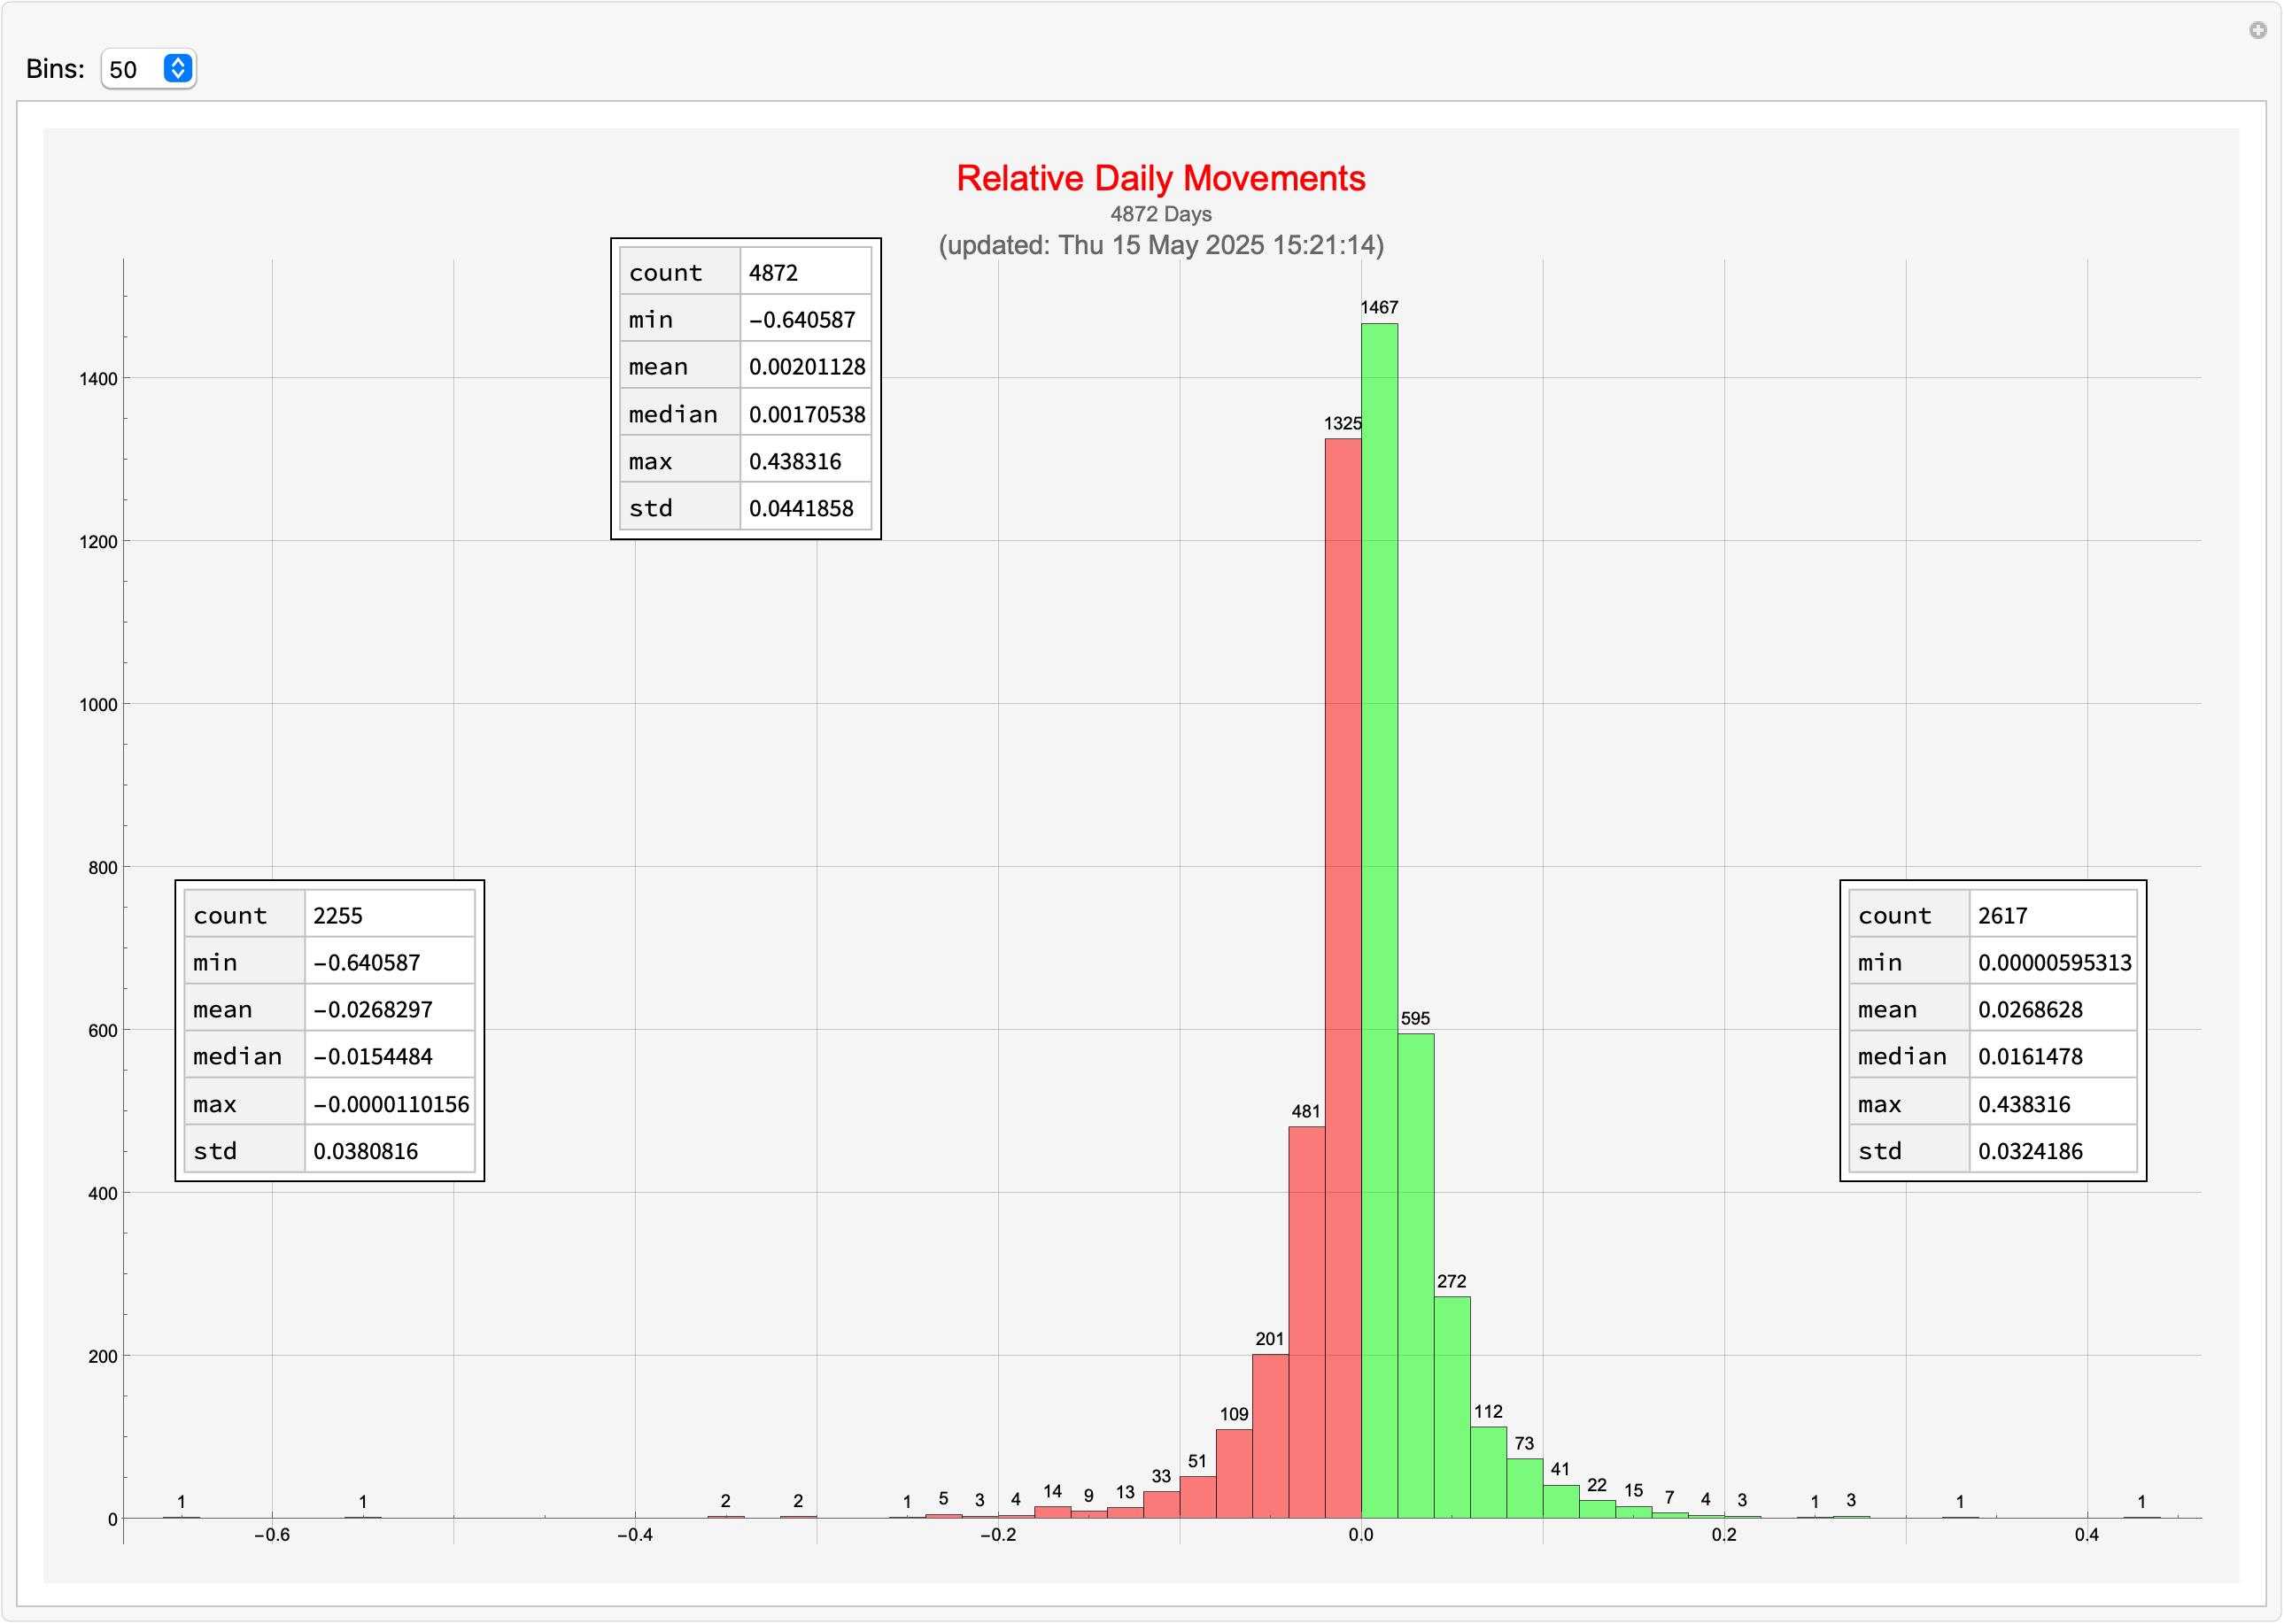 Bins: 50
Relative Daily Movements
4872 Days
(updated: Thu 15 May 2025 15:21:14)
count 4872
min −0.640587
mean 0.00201128
median 0.00170538
max 0.438316
std 0.0441858
1467
1400
1325
1200
1000
800
count 2255
min −0.640587
mean −0.0268297
median −0.0154484
max −0.0000110156
std 0.0380816
count 2617
min 0.00000595313
mean 0.0268628
median 0.0161478
max 0.438316
std 0.0324186
595
600
481
400
272
201
200
109 112
1 1 2 2 1 5 3 4 14 9 13 33 51 73 41 22 15 7 4 3 1 3 1 1
0
−0.6 −0.4 −0.2 0.0 0.2 0.4